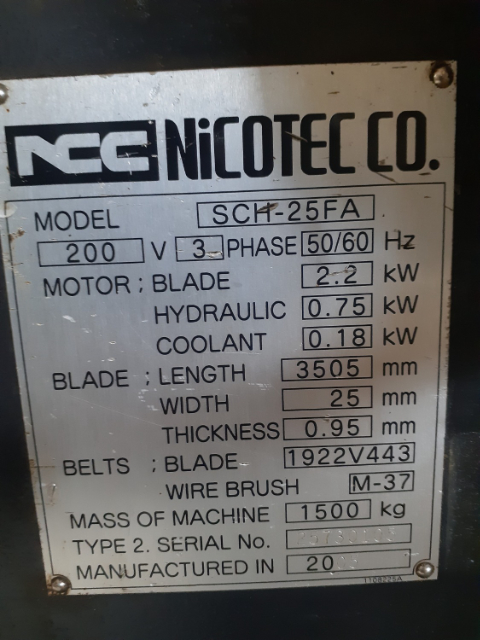 NCC NiCOTEC CO.
MODEL SCH-25FA
200 V 3 PHASE 50/60 Hz
MOTOR ; BLADE 2.2 kW
HYDRAULIC 0.75 kW
COOLANT 0.18 kW
BLADE ; LENGTH 3505 mm
WIDTH 25 mm
THICKNESS 0.95 mm
BELTS ; BLADE 1922V443
WIRE BRUSH M-37
MASS OF MACHINE 1500 kg
TYPE 2. SERIAL No.
MANUFACTURED IN 20
108225A